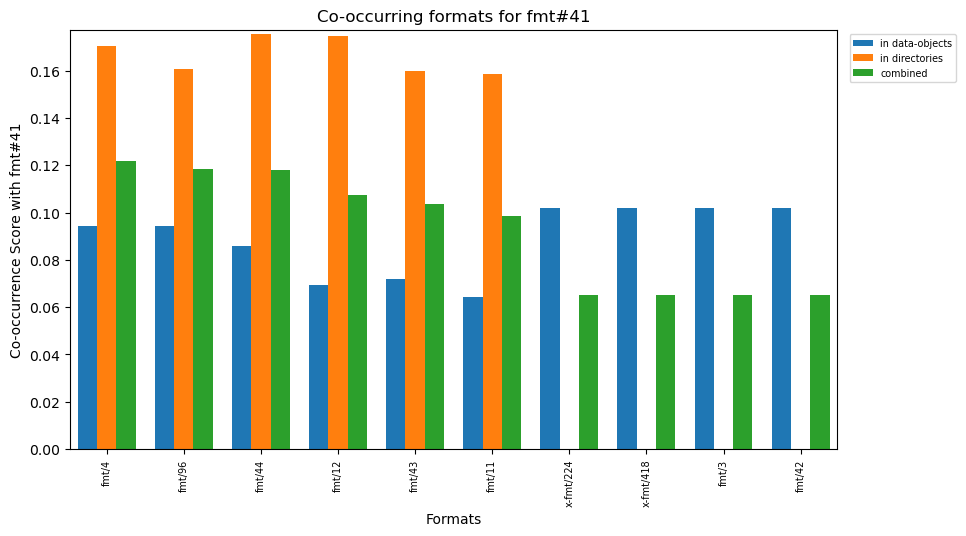 Co-occurring formats for fmt#41
in data-objects
in directories
combined
Co-occurrence Score with fmt#41
0.16
0.14
0.12
0.10
0.08
0.06
0.04
0.02
0.00
fmt/4
fmt/96
fmt/44
fmt/12
fmt/43
fmt/11
x-fmt/224
x-fmt/418
fmt/3
fmt/42
Formats